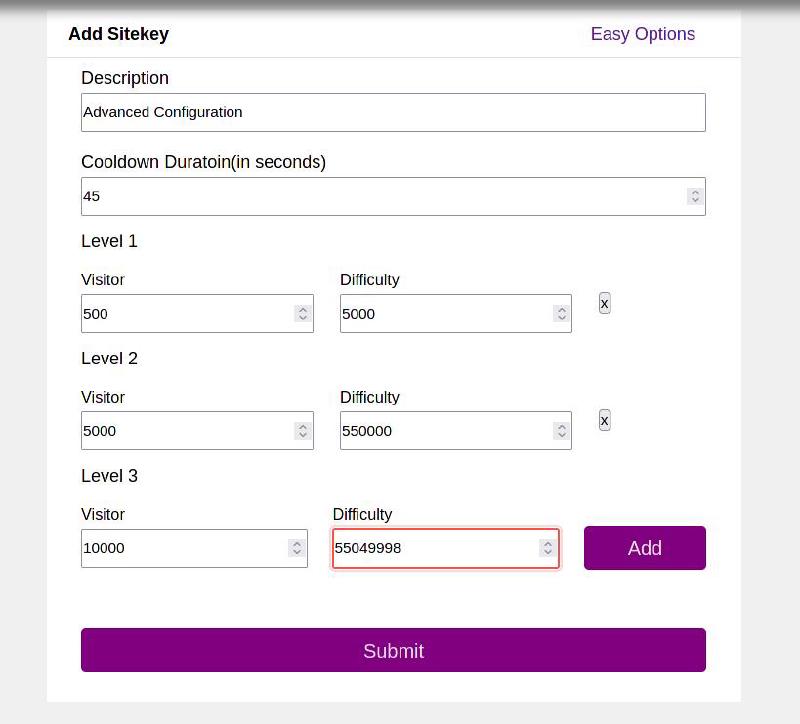 Add Sitekey Easy Options
Description
Advanced Configuration
Cooldown Duratoin(in seconds)
45
Level 1
Visitor Difficulty
500 5000 x
Level 2
Visitor Difficulty
5000 550000 x
Level 3
Visitor Difficulty
10000 55049998 Add
Submit